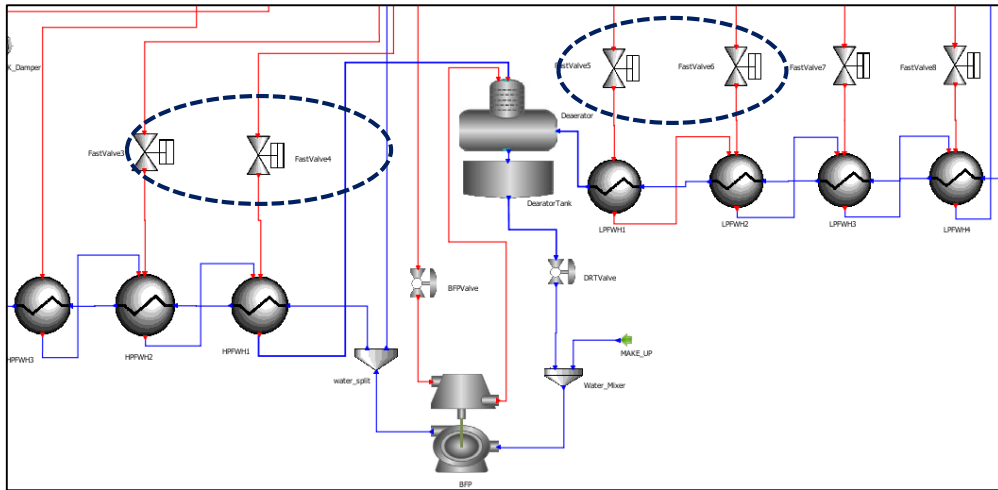 K_Damper
FastValve5
FastValve6
FastValve7
FastValve8
Deaerator
FastValve3
FastValve4
DearatorTank
LPFWH1
LPFWH2
LPFWH3
LPFWH4
BFPValve
DRTValve
HPFWH3
HPFWH2
HPFWH1
MAKE_UP
water_split
Water_Mixer
BFP